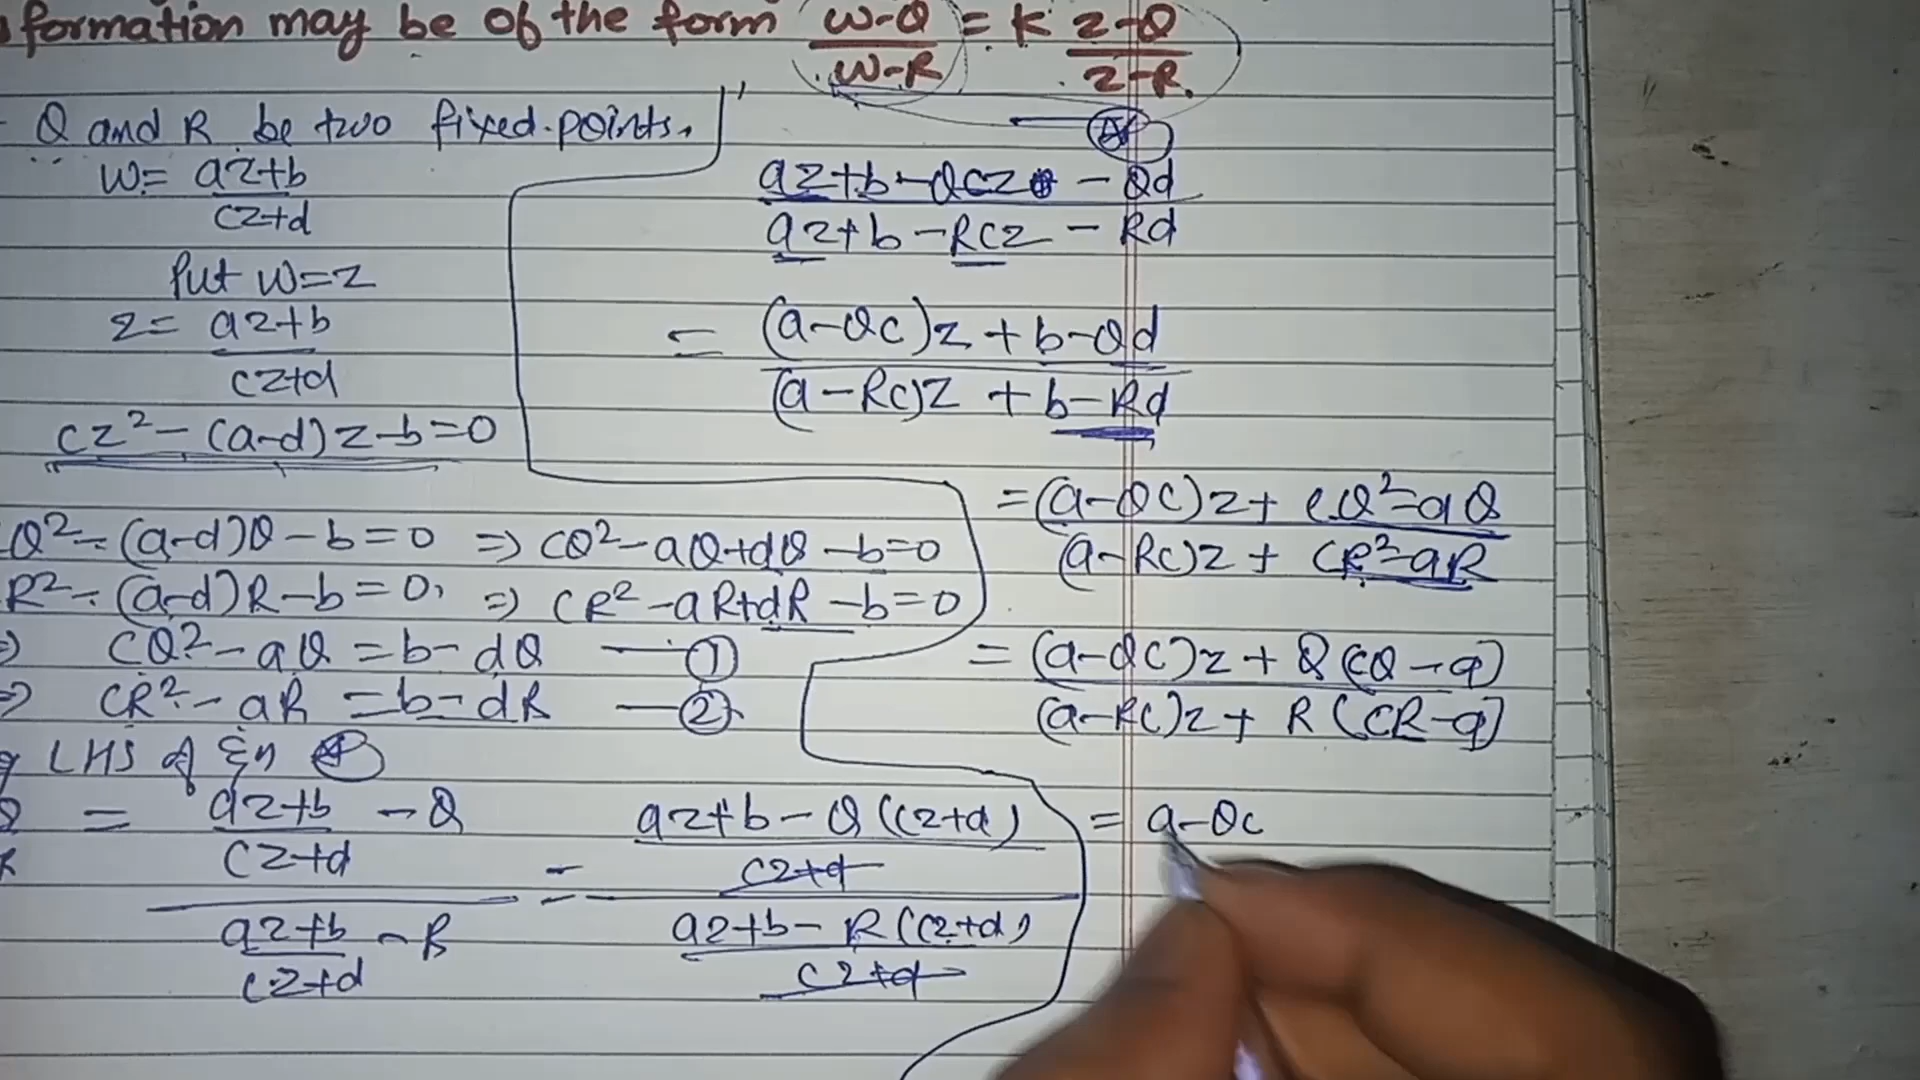 formation may be of the form w-Q/w-R = K z-Q/z-R.
Q and R be two fixed points.
w = az+b/cz+d
Put w=z
z = az+b/cz+d
cz²-(a-d)z-b=0
Q²-(a-d)Q-b=0 => cQ²-aQ+dQ-b=0
R²-(a-d)R-b=0, => cR²-aR+dR-b=0
cQ²-aQ=b-dQ —①
=> cR²-aR=b-dR —②
LHS of Eqn
= az+b/cz+d - Q / az+b/cz+d - R = az+b-Q(cz+d)/cz+d / az+b-R(cz+d)/cz+d
az+b-Qcz - Qd / az+b-Rcz - Rd
= (a-Qc)z + b-Qd / (a-Rc)z + b-Rd
= (a-Qc)z + cQ²-aQ / (a-Rc)z + cR²-aR
= (a-Qc)z + Q(cQ-a) / (a-Rc)z + R(cR-a)
= a-Qc